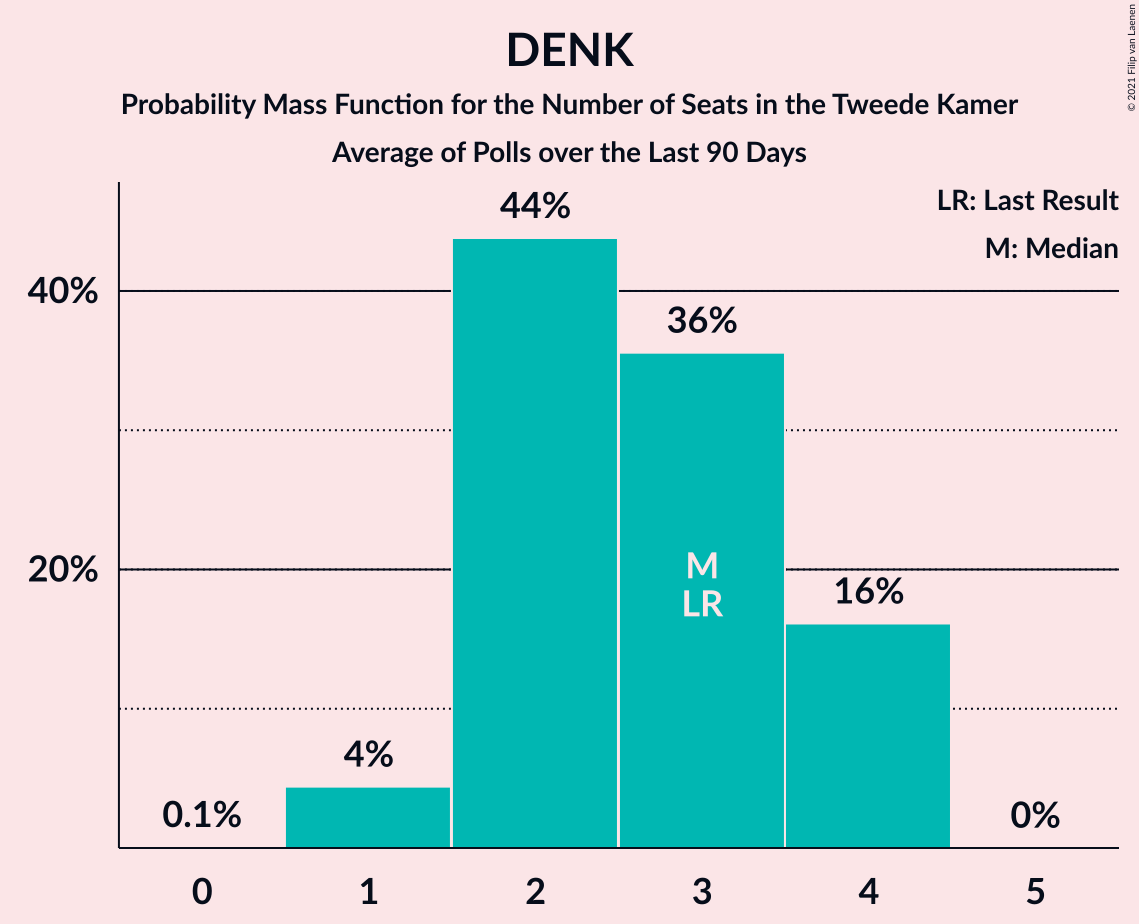 DENK
Probability Mass Function for the Number of Seats in the Tweede Kamer
Average of Polls over the Last 90 Days
© 2021 Filip van Laenen
LR: Last Result
M: Median
44%
40%
36%
20%
M
LR
16%
4%
0.1%
0%
0 1 2 3 4 5